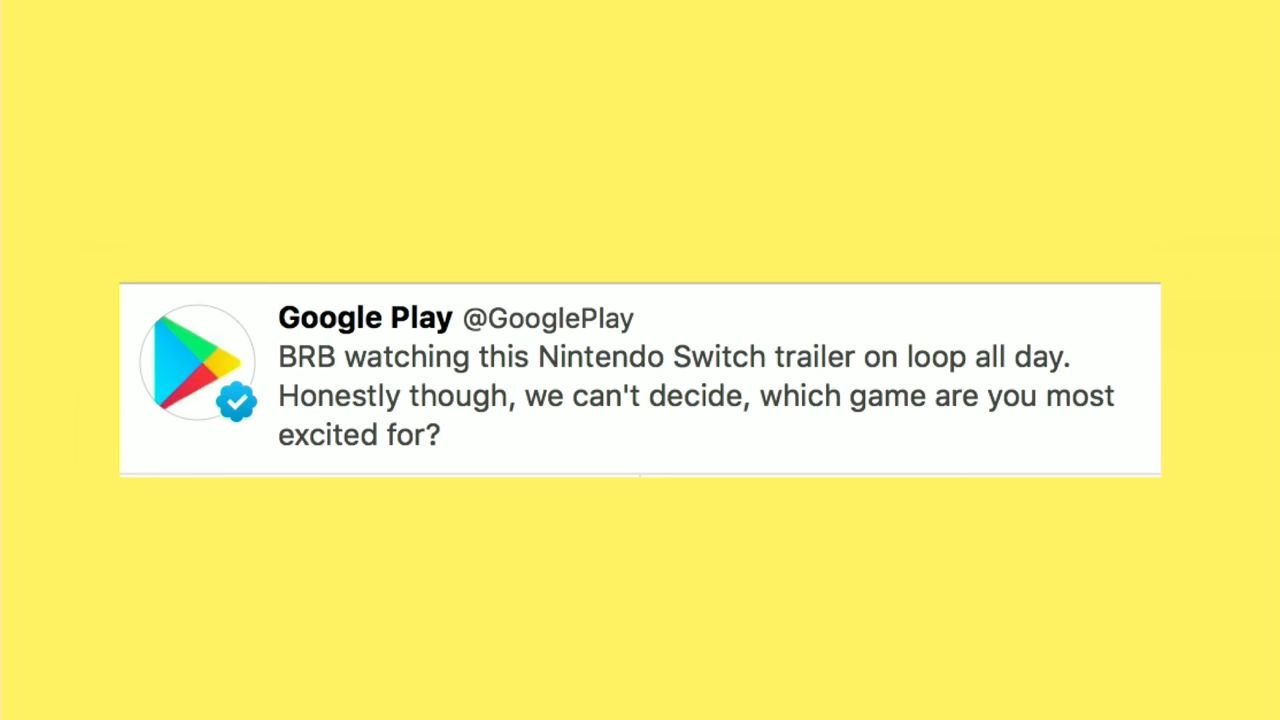 Google Play @GooglePlay
BRB watching this Nintendo Switch trailer on loop all day.
Honestly though, we can't decide, which game are you most
excited for?